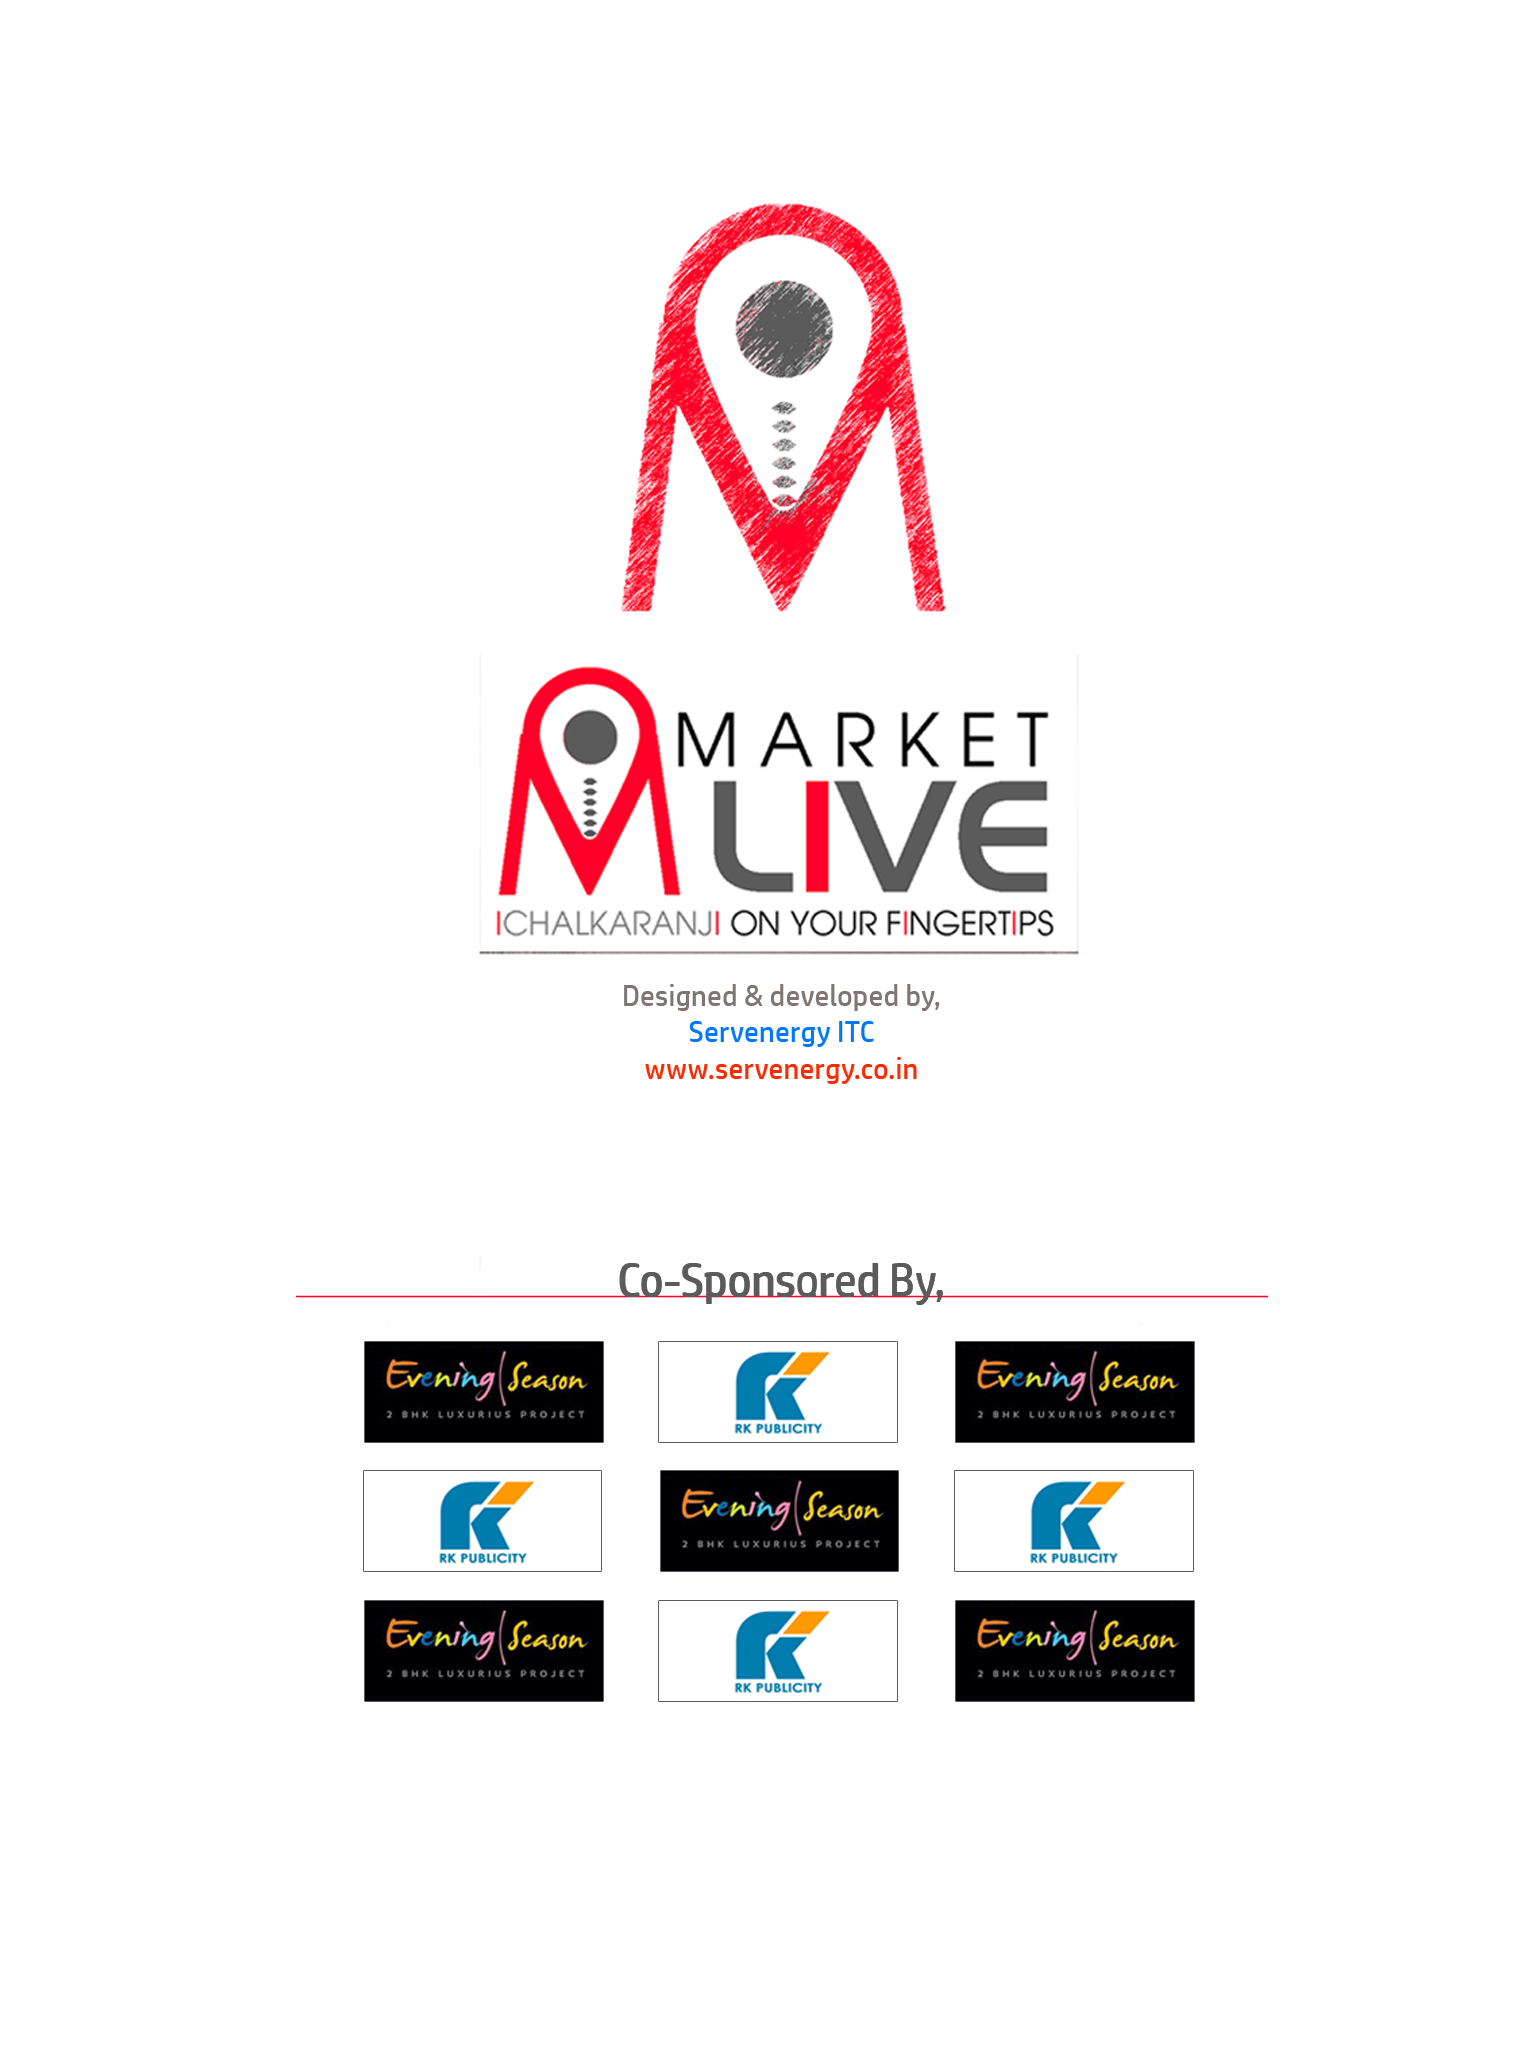 MARKET
LIVE
ICHALKARANJI ON YOUR FINGERTIPS
Designed & developed by,
Servenergy ITC
www.servenergy.co.in
Co-Sponsored By,
Evening Season
2 BHK LUXURIUS PROJECT
RK PUBLICITY
Evening Season
2 BHK LUXURIUS PROJECT
RK PUBLICITY
Evening Season
2 BHK LUXURIUS PROJECT
RK PUBLICITY
Evening Season
2 BHK LUXURIUS PROJECT
RK PUBLICITY
Evening Season
2 BHK LUXURIUS PROJECT